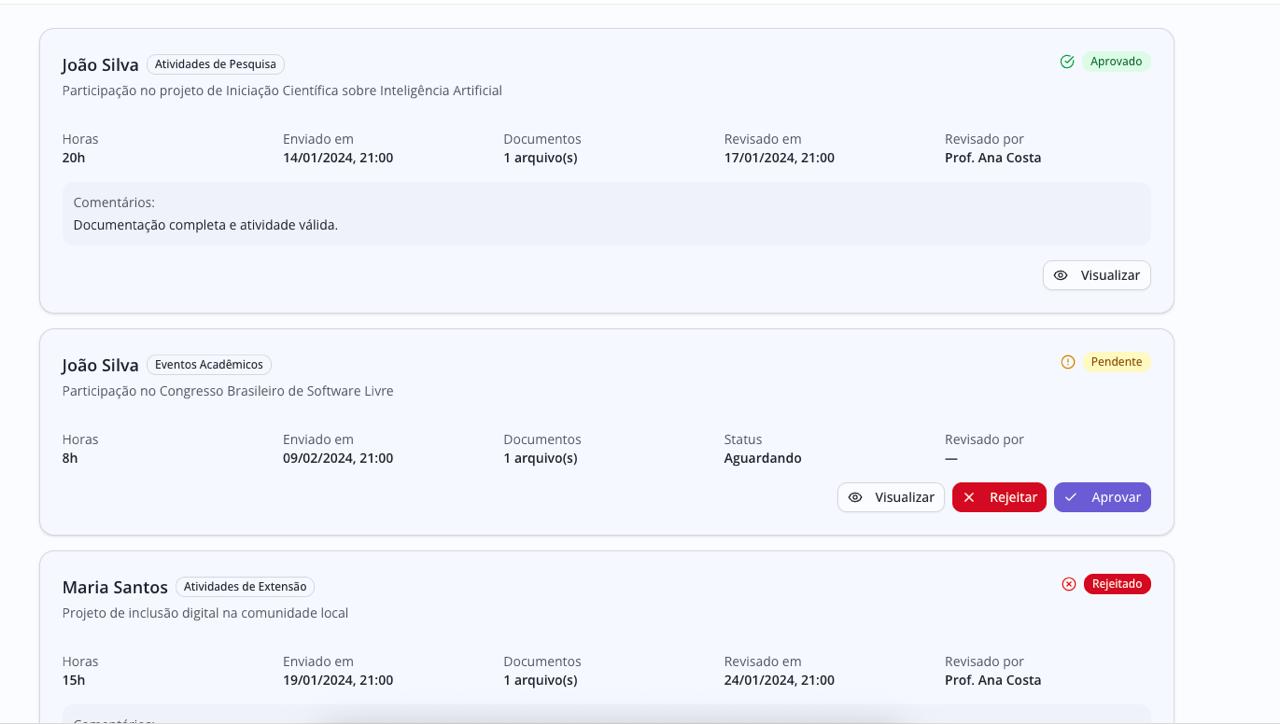 João Silva Atividades de Pesquisa Aprovado
Participação no projeto de Iniciação Científica sobre Inteligência Artificial
Horas Enviado em Documentos Revisado em Revisado por
20h 14/01/2024, 21:00 1 arquivo(s) 17/01/2024, 21:00 Prof. Ana Costa
Comentários:
Documentação completa e atividade válida.
Visualizar
João Silva Eventos Acadêmicos Pendente
Participação no Congresso Brasileiro de Software Livre
Horas Enviado em Documentos Status Revisado por
8h 09/02/2024, 21:00 1 arquivo(s) Aguardando —
Visualizar Rejeitar Aprovar
Maria Santos Atividades de Extensão Rejeitado
Projeto de inclusão digital na comunidade local
Horas Enviado em Documentos Revisado em Revisado por
15h 19/01/2024, 21:00 1 arquivo(s) 24/01/2024, 21:00 Prof. Ana Costa